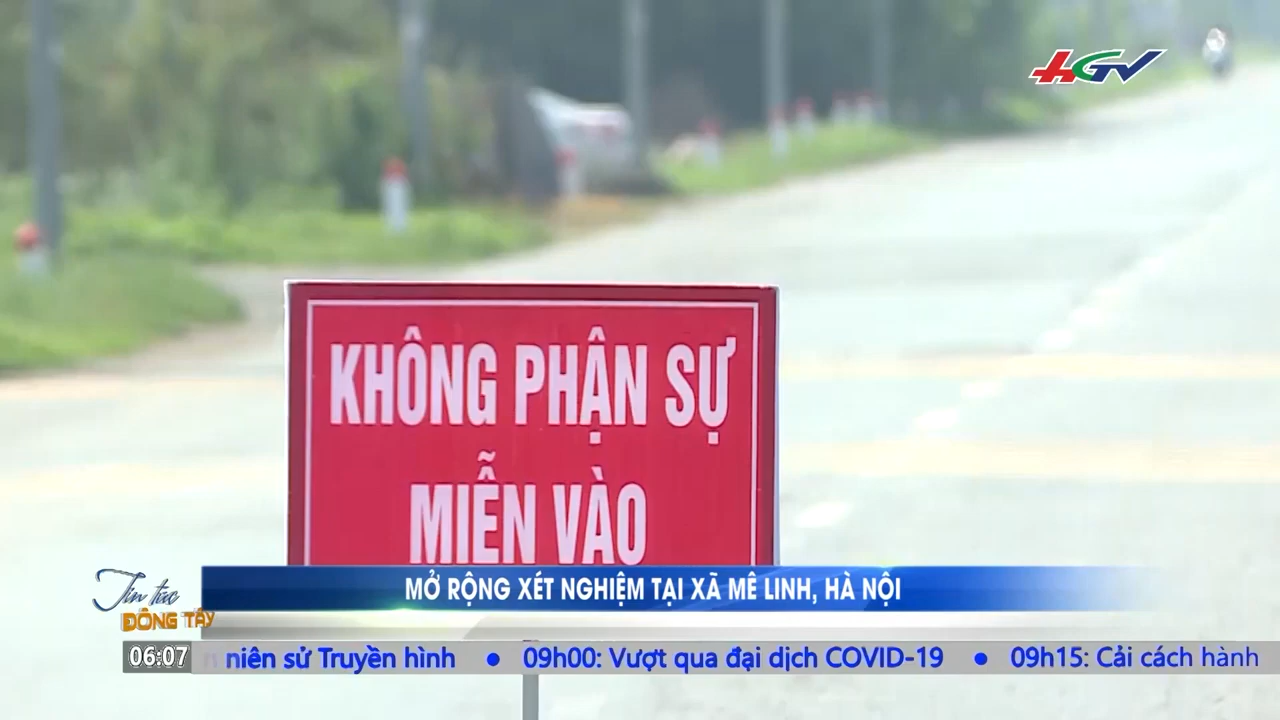 HGV
KHÔNG PHẬN SỰ
MIỄN VÀO
MỞ RỘNG XÉT NGHIỆM TẠI XÃ MÊ LINH, HÀ NỘI
Tin tức
ĐÔNG TÂY
06:07 niên sử Truyền hình • 09h00: Vượt qua đại dịch COVID-19 • 09h15: Cải cách hành